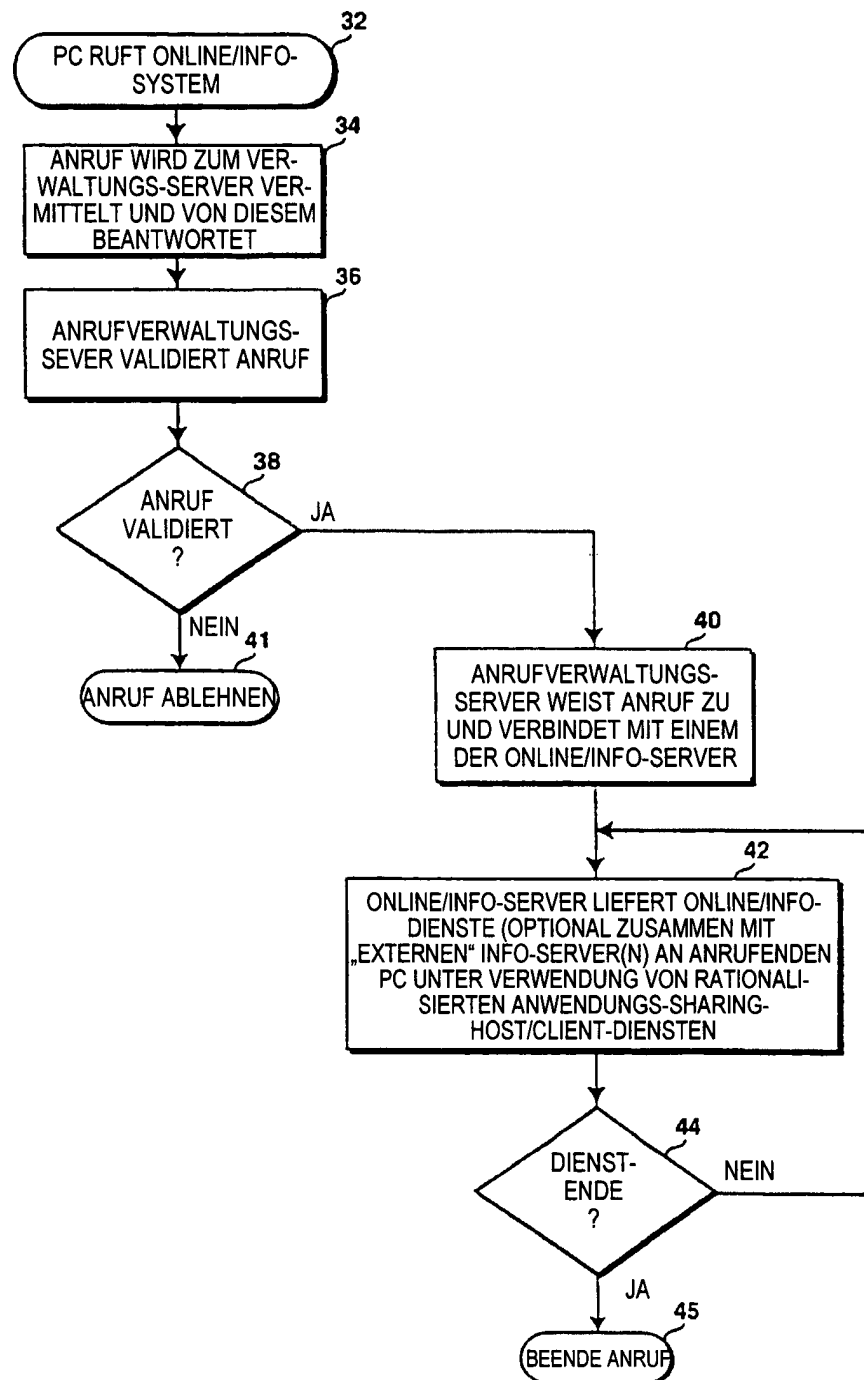 32
PC RUFT ONLINE/INFO-
SYSTEM
34
ANRUF WIRD ZUM VER-
WALTUNGS-SERVER VER-
MITTELT UND VON DIESEM
BEANTWORTET
36
ANRUFVERWALTUNGS-
SEVER VALIDIERT ANRUF
38
ANRUF
VALIDIERT
?
JA
NEIN
41
ANRUF ABLEHNEN
40
ANRUFVERWALTUNGS-
SERVER WEIST ANRUF ZU
UND VERBINDET MIT EINEM
DER ONLINE/INFO-SERVER
42
ONLINE/INFO-SERVER LIEFERT ONLINE/INFO-
DIENSTE (OPTIONAL ZUSAMMEN MIT
„EXTERNEN“ INFO-SERVER(N) AN ANRUFENDEN
PC UNTER VERWENDUNG VON RATIONALI-
SIERTEN ANWENDUNGS-SHARING-
HOST/CLIENT-DIENSTEN
44
DIENST-
ENDE
?
NEIN
JA
45
BEENDE ANRUF